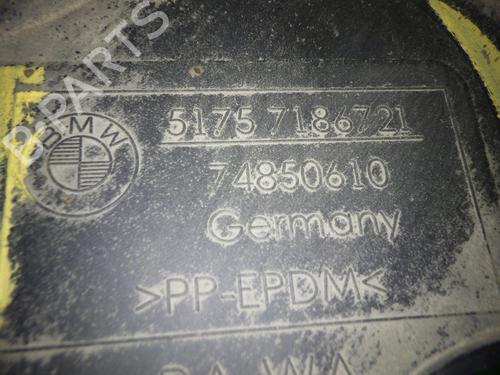 B-PARTS
BMW
5175 7186721
74850610
Germany
>PP-EPDM<